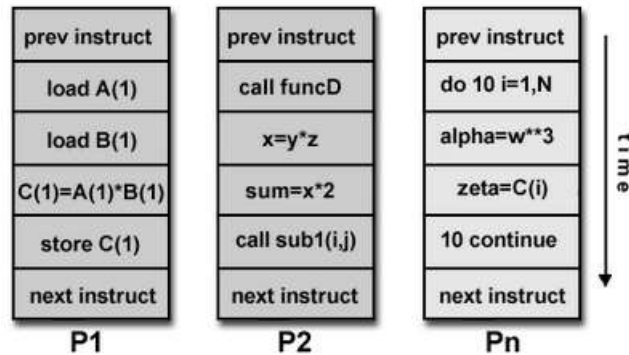 prev instruct
load A(1)
load B(1)
C(1)=A(1)*B(1)
store C(1)
next instruct
P1
prev instruct
call funcD
x=y*z
sum=x*2
call sub1(i,j)
next instruct
P2
prev instruct
do 10 i=1,N
alpha=w**3
zeta=C(i)
10 continue
next instruct
Pn
time